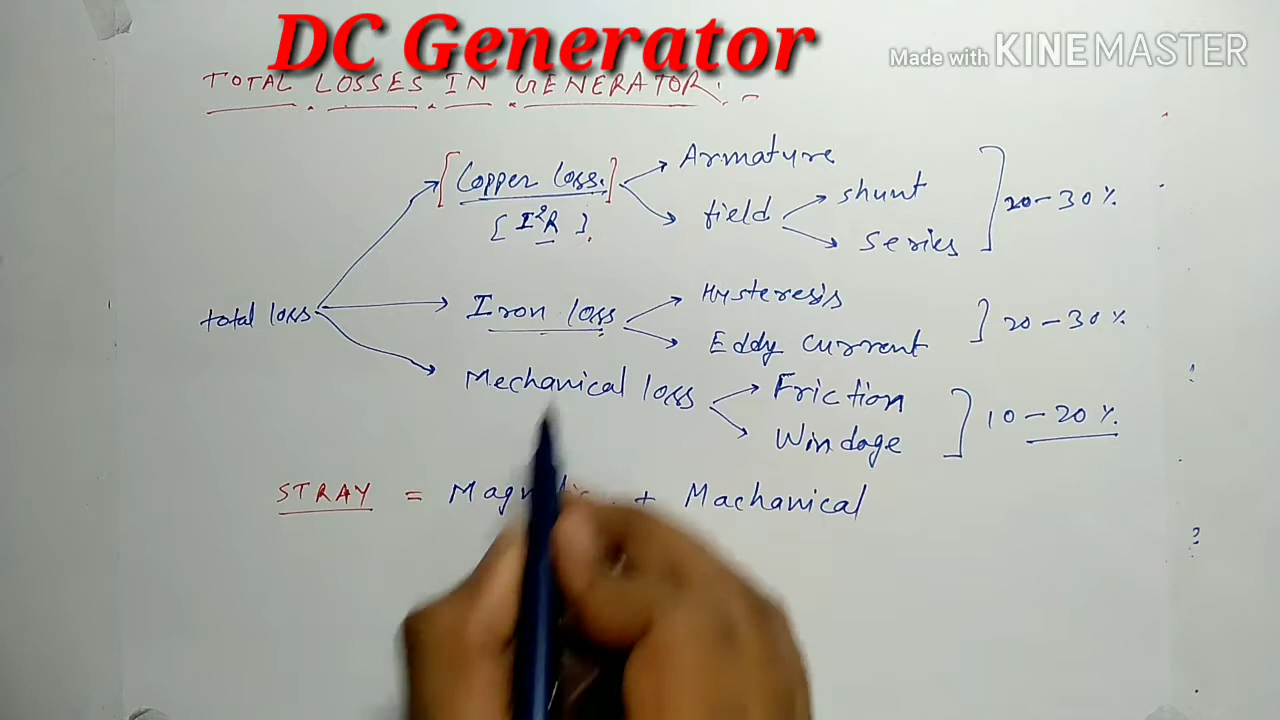 DC Generator
Made with KINEMASTER
TOTAL LOSSES IN GENERATOR:-
[Copper loss.] Armature
[I²R] field shunt 20-30%
series
total loss Iron loss Hysteresis 20-30%
Eddy current
Mechanical loss Friction 10-20%
Windage
STRAY = + Machanical